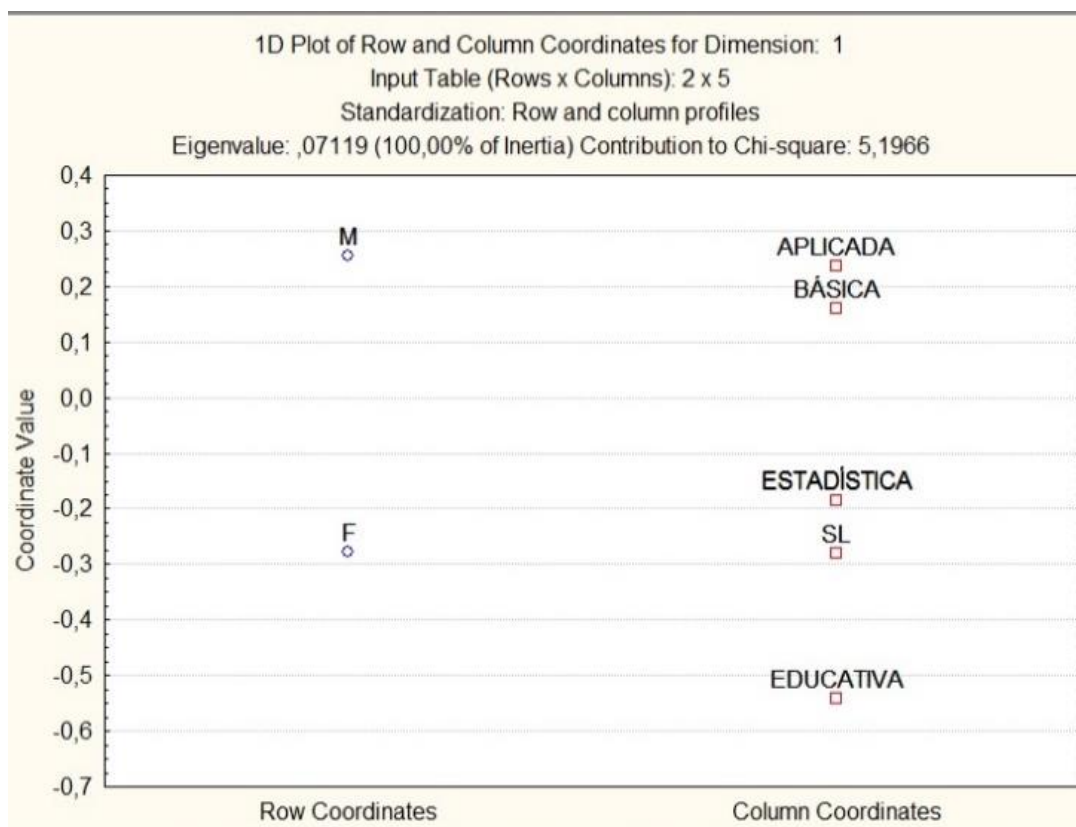 1D Plot of Row and Column Coordinates for Dimension: 1
Input Table (Rows x Columns): 2 x 5
Standardization: Row and column profiles
Eigenvalue: ,07119 (100,00% of Inertia) Contribution to Chi-square: 5,1966
0,4
0,3
0,2
0,1
0,0
-0,1
-0,2
-0,3
-0,4
-0,5
-0,6
-0,7
Coordinate Value
M
F
APLICADA
BÁSICA
ESTADÍSTICA
SL
EDUCATIVA
Row Coordinates
Column Coordinates